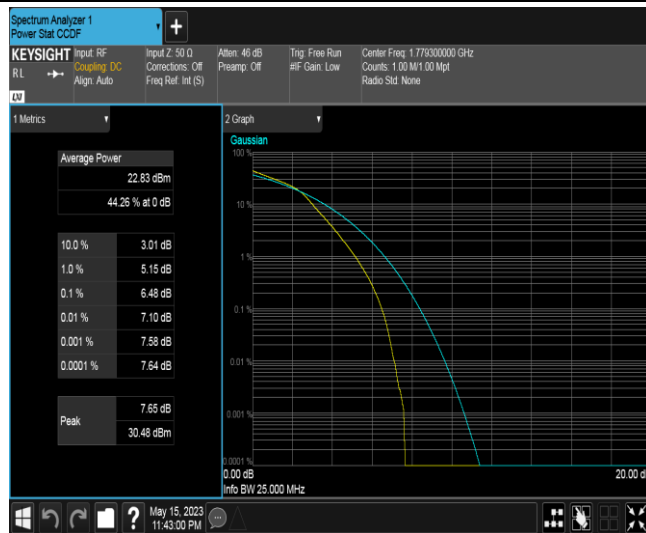 Spectrum Analyzer 1
Power Stat CCDF
+
KEYSIGHT
RL
Input: RF
Coupling: DC
Align: Auto
Input Z: 50 Ω
Corrections: Off
Freq Ref: Int (S)
Atten: 46 dB
Preamp: Off
Trig: Free Run
#IF Gain: Low
Center Freq: 1.779300000 GHz
Counts: 1.00 M/1.00 Mpt
Radio Std: None
1 Metrics
Average Power
22.83 dBm
44.26 % at 0 dB
10.0 % 3.01 dB
1.0 % 5.15 dB
0.1 % 6.48 dB
0.01 % 7.10 dB
0.001 % 7.58 dB
0.0001 % 7.64 dB
Peak
7.65 dB
30.48 dBm
2 Graph
Gaussian
100 %
10 %
1 %
0.1 %
0.01 %
0.001 %
0.0001 %
0.00 dB
20.00 d
Info BW 25.000 MHz
?
May 15, 2023
11:43:00 PM